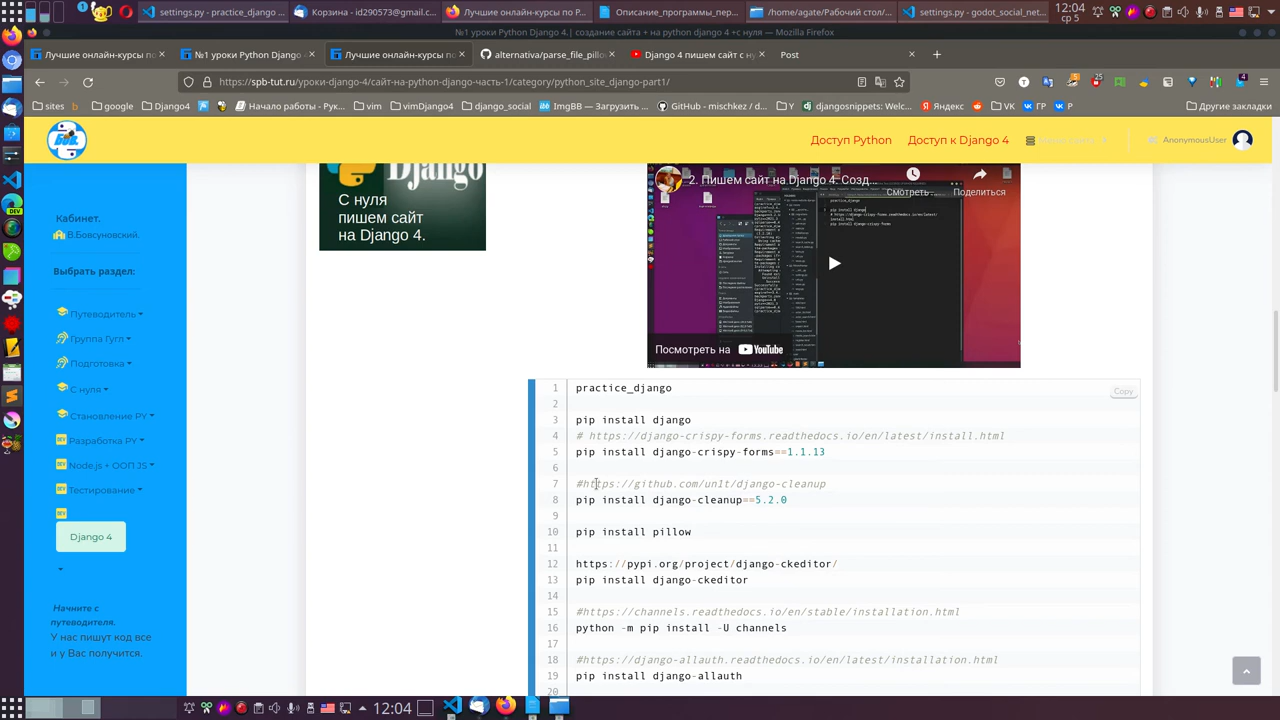 settings.py - practice_django
Корзина - id290573@gmail.c...
Лучшие онлайн-курсы по P...
Описание_программы пер...
/home/agate/Рабочий стол/...
settings.py - godot_social_net...
12:04
ср 5
№1 уроки Python Django 4.| создание сайта + на python django 4 +с нуля — Mozilla Firefox
Лучшие онлайн-курсы по
№1 уроки Python Django
Лучшие онлайн-курсы по
alternativa/parse_file_pillo
Django 4 пишем сайт с ну
Post
https://spb-tut.ru/уроки-django-4/сайт-на-python-django-часть-1/category/python_site_django-part1/
sites
b
google
Django4
Начало работы - Рук...
vim
vimDjango4
django_social
ImgBB — Загрузить ...
GitHub - mischkez / d...
Y
djangosnippets: Welc...
Яндекс
VK
ГР
P
Другие закладки
Доступ Python
Доступ к Django 4
AnonymousUser
Django
С нуля
пишем сайт
на Django 4.
2. Пишем сайт на Django 4. Созд...
Смотреть ...
Поделиться
Посмотреть на YouTube
Кабинет.
В.Бовсуновский.
Выбрать раздел:
Путеводитель
Группа Гугл
Подготовка
С нуля
Становление PY
Разработка PY
Node.js + ООП JS
Тестирование
Django 4
Начните с
путеводителя.
У нас пишут код все
и у Вас получится.
Copy
1 practice_django
2
3 pip install django
4 # https://django-crispy-forms.readthedocs.io/en/latest/install.html
5 pip install django-crispy-forms==1.1.13
6
7 #https://github.com/un1t/django-cleanup
8 pip install django-cleanup==5.2.0
9
10 pip install pillow
11
12 https://pypi.org/project/django-ckeditor/
13 pip install django-ckeditor
14
15 #https://channels.readthedocs.io/en/stable/installation.html
16 python -m pip install -U channels
17
18 #https://django-allauth.readthedocs.io/en/latest/installation.html
19 pip install django-allauth
20
12:04